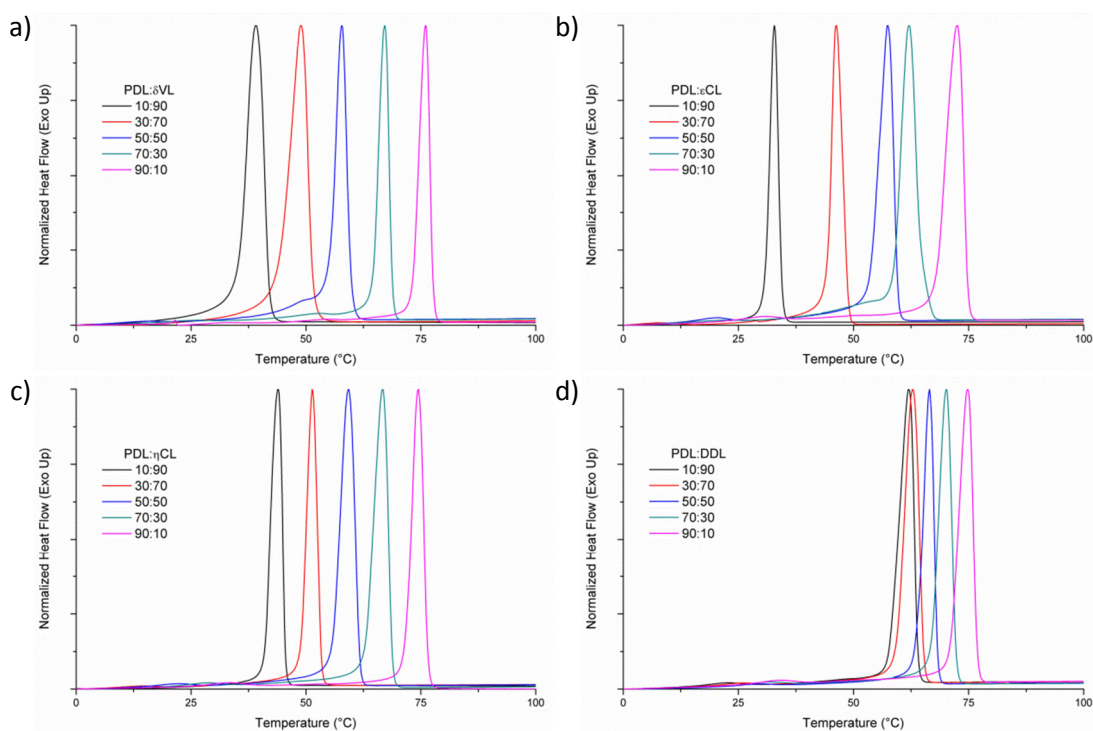 a)
Normalized Heat Flow (Exo Up)
PDL:δVL
10:90
30:70
50:50
70:30
90:10
0 25 50 75 100
Temperature (°C)
b)
Normalized Heat Flow (Exo Up)
PDL:εCL
10:90
30:70
50:50
70:30
90:10
0 25 50 75 100
Temperature (°C)
c)
Normalized Heat Flow (Exo Up)
PDL:ηCL
10:90
30:70
50:50
70:30
90:10
0 25 50 75 100
Temperature (°C)
d)
Normalized Heat Flow (Exo Up)
PDL:DDL
10:90
30:70
50:50
70:30
90:10
0 25 50 75 100
Temperature (°C)